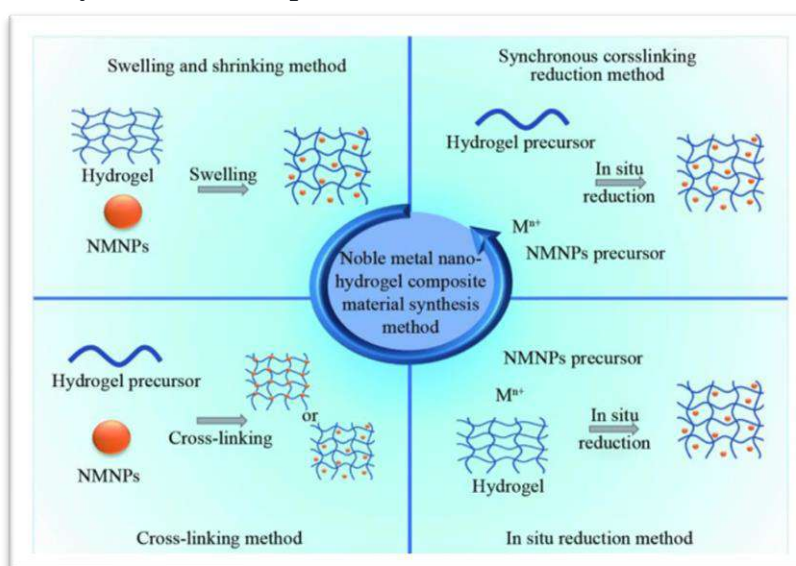 Swelling and shrinking method
Hydrogel
Swelling
NMNPs
Synchronous corsslinking
reduction method
Hydrogel precursor
In situ
reduction
Mⁿ⁺
NMNPs precursor
Noble metal nano-
hydrogel composite
material synthesis
method
Hydrogel precursor
or
Cross-linking
NMNPs
Cross-linking method
NMNPs precursor
Mⁿ⁺
In situ
reduction
Hydrogel
In situ reduction method